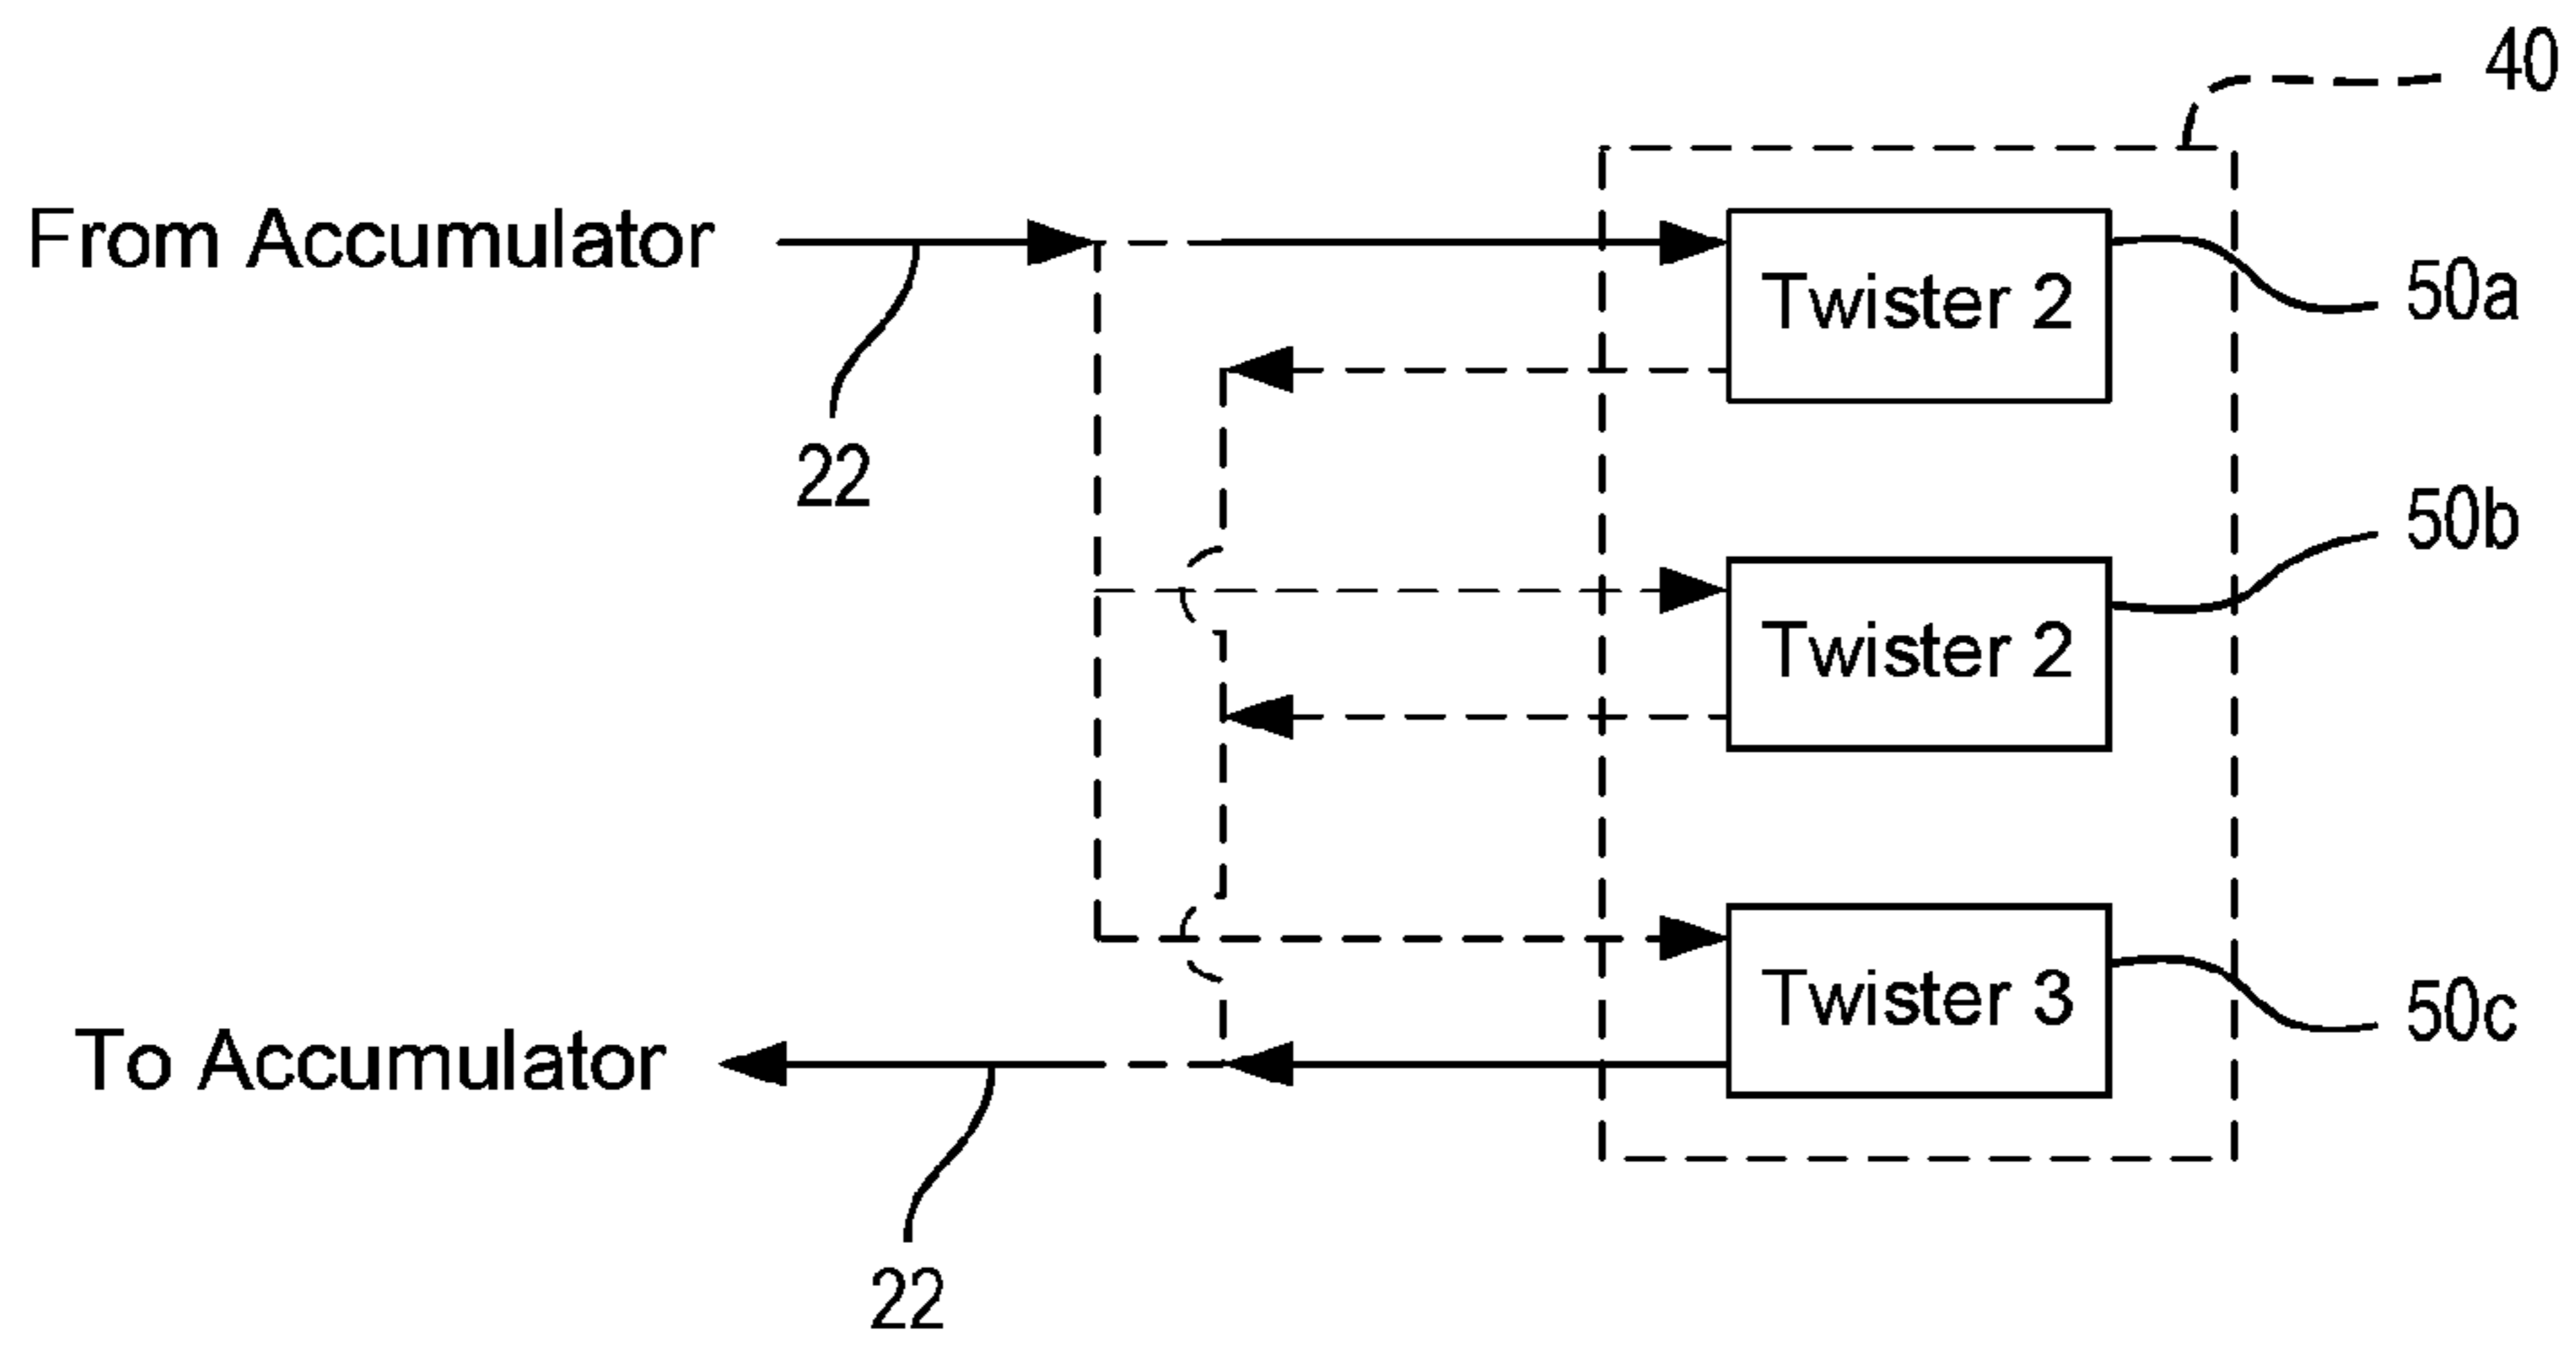 40
From Accumulator
Twister 2
50a
22
50b
Twister 2
Twister 3
50c
To Accumulator
22